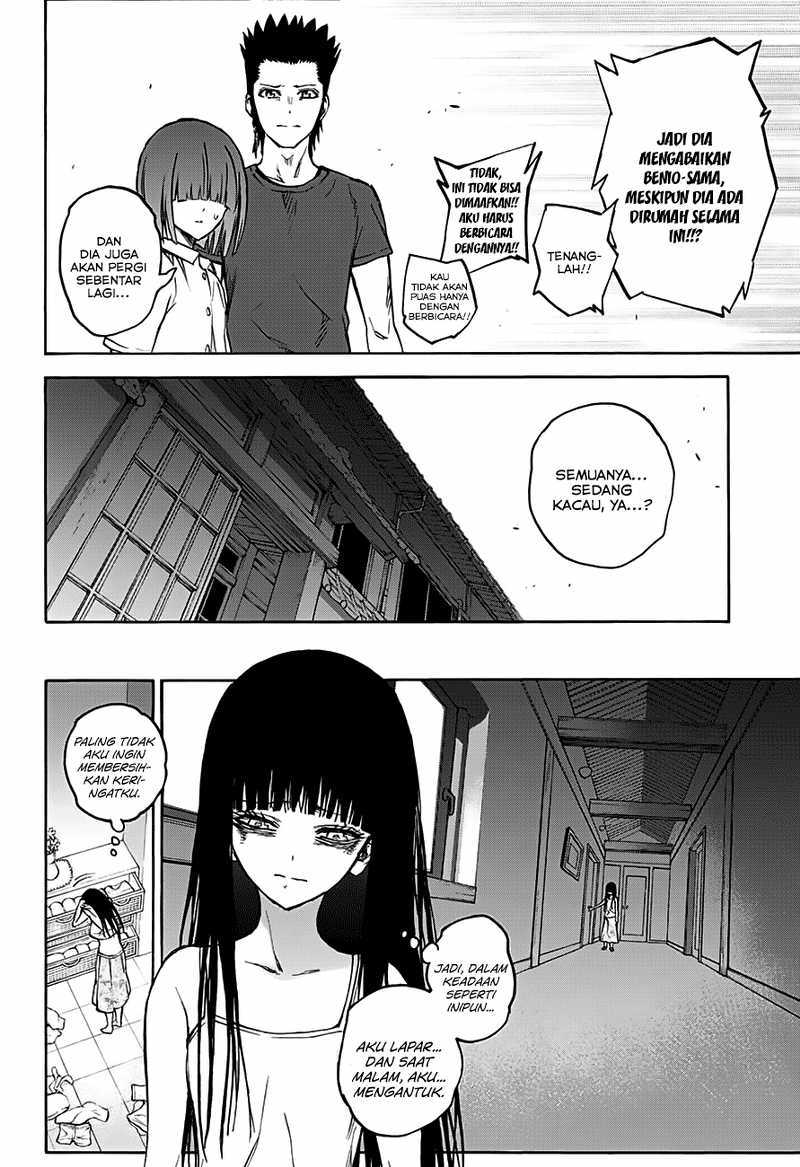 JADI DIA
MENGABAIKAN
BENIO-SAMA,
MESKIPUN DIA ADA
DIRUMAH SELAMA
INI!!?
TENANG-
LAH!!
TIDAK,
INI TIDAK BISA
DIMAAFKAN!!
AKU HARUS
BERBICARA
DENGANNYA!!
KAU
TIDAK AKAN
PUAS HANYA
DENGAN
BERBICARA!!
DAN
DIA JUGA
AKAN PERGI
SEBENTAR
LAGI...
SEMUANYA...
SEDANG
KACAU, YA...?
JADI, DALAM
KEADAAN
SEPERTI
INIPUN...
AKU LAPAR...
DAN SAAT
MALAM, AKU...
MENGANTUK.
PALING TIDAK
AKU INGIN
MEMBERSIH-
KAN KERI-
NGATKU.